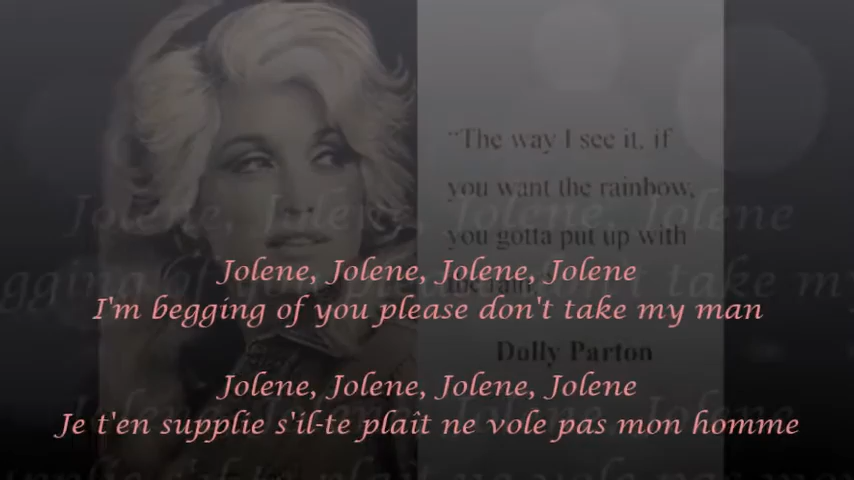 "The way I see it, if
you want the rainbow,
you gotta put up with
the rain."
Dolly Parton
Jolene, Jolene, Jolene, Jolene
I'm begging of you please don't take my man
Jolene, Jolene, Jolene, Jolene
Je t'en supplie s'il-te plaît ne vole pas mon homme